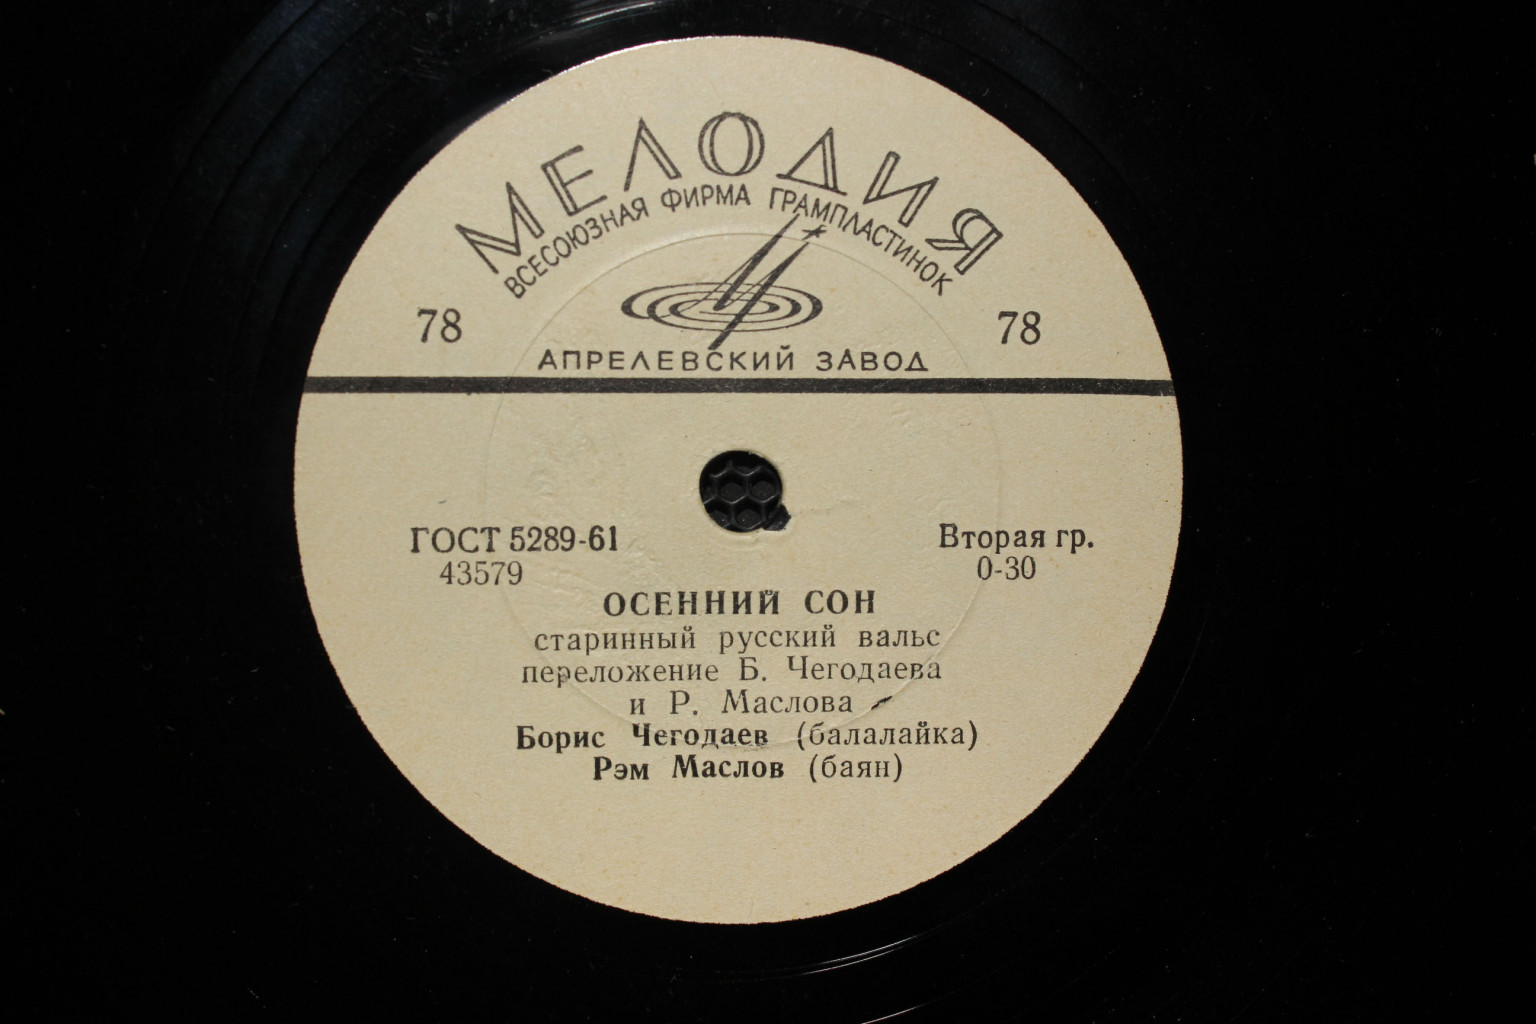 МЕЛОДИЯ
ВСЕСОЮЗНАЯ ФИРМА ГРАМПЛАСТИНОК
78 78
АПРЕЛЕВСКИЙ ЗАВОД
ГОСТ 5289-61 Вторая гр.
43579 0-30
ОСЕННИЙ СОН
старинный русский вальс
переложение Б. Чегодаева
и Р. Маслова
Борис Чегодаев (балалайка)
Рэм Маслов (баян)